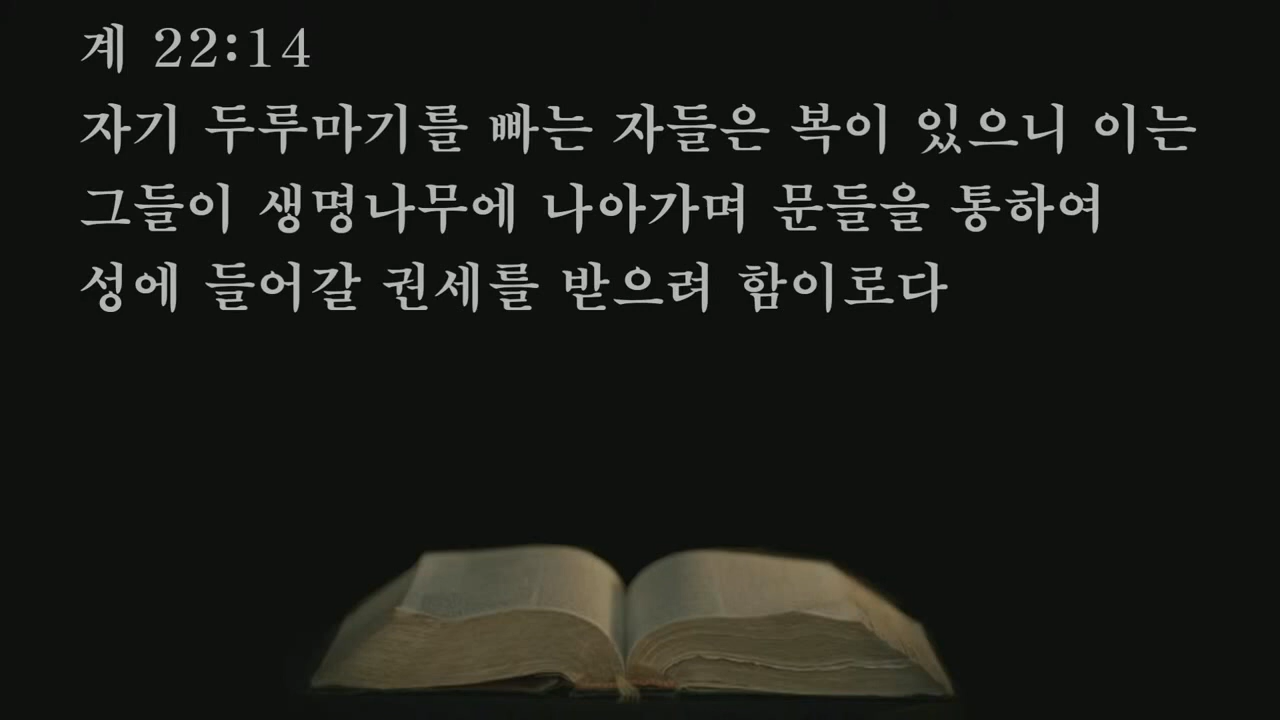 계 22:14
자기 두루마기를 빠는 자들은 복이 있으니 이는
그들이 생명나무에 나아가며 문들을 통하여
성에 들어갈 권세를 받으려 함이로다